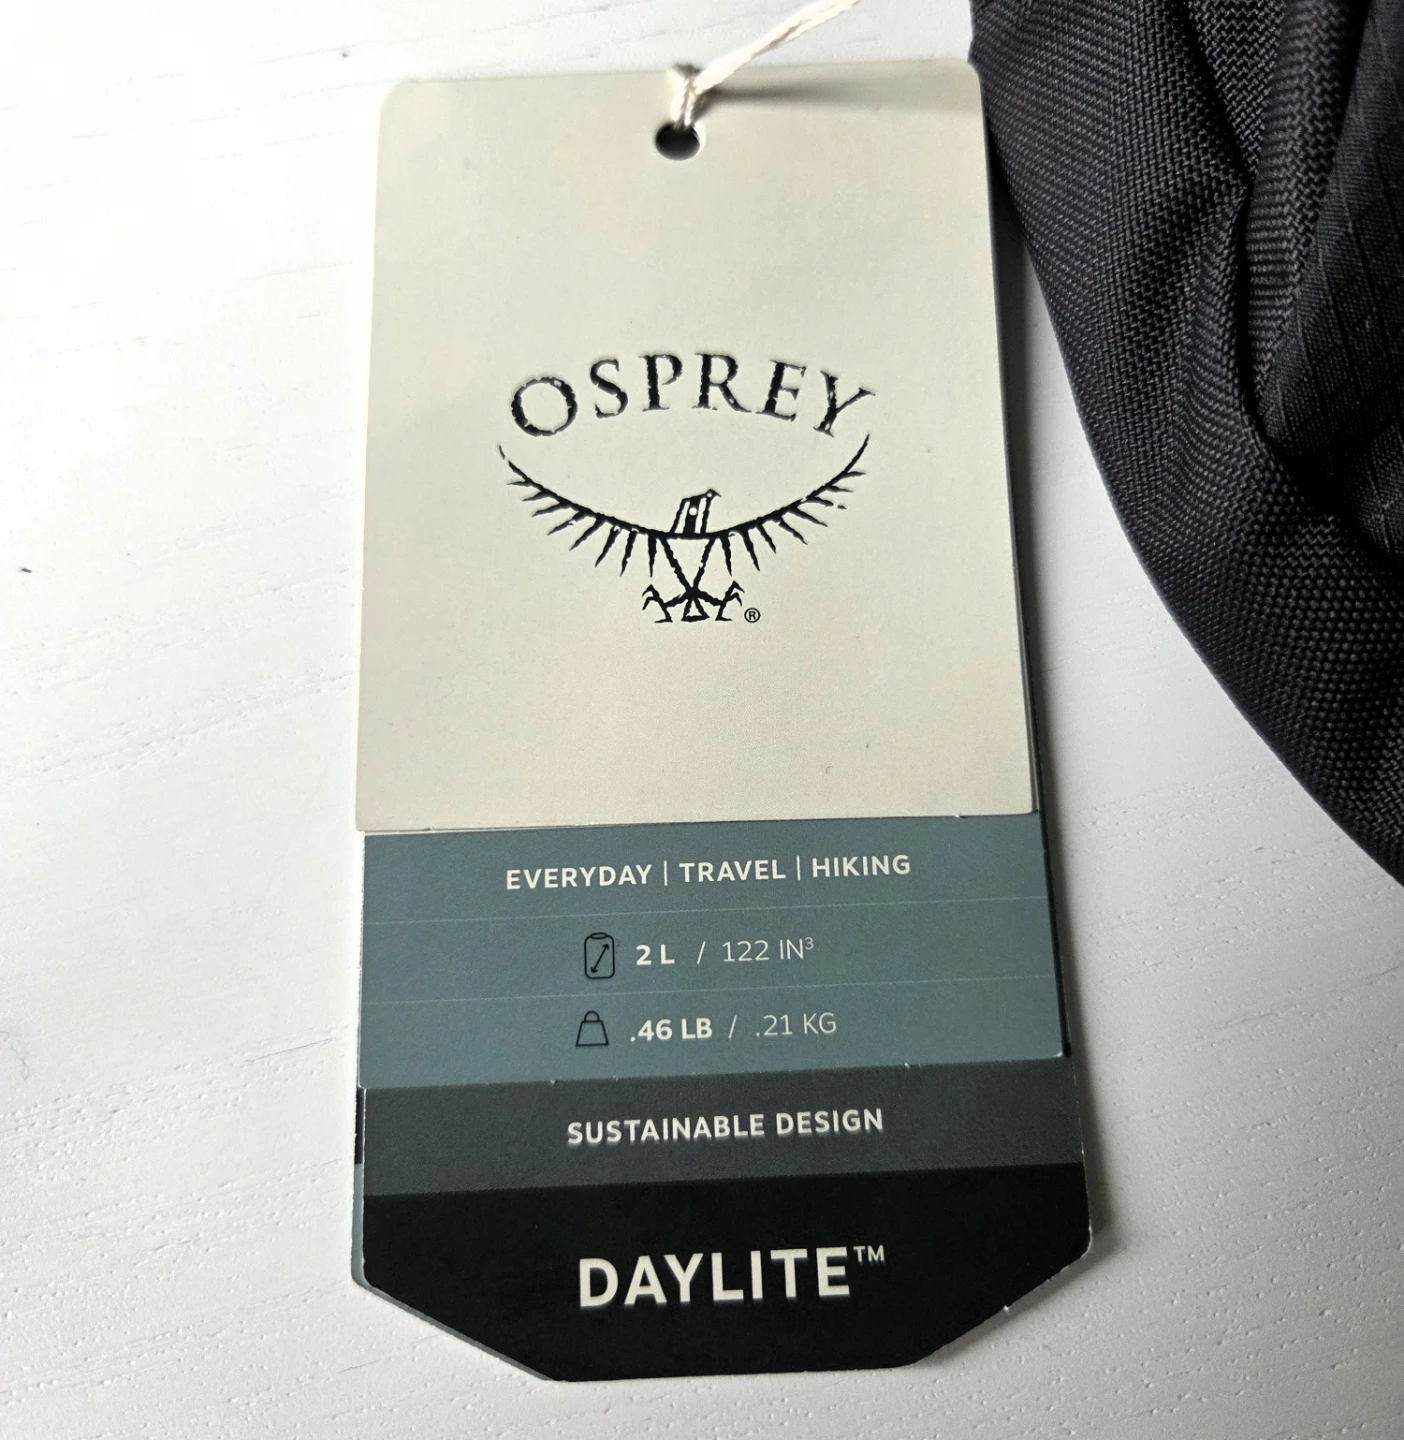 OSPREY
®
EVERYDAY | TRAVEL | HIKING
2 L / 122 IN³
.46 LB / .21 KG
SUSTAINABLE DESIGN
DAYLITE™